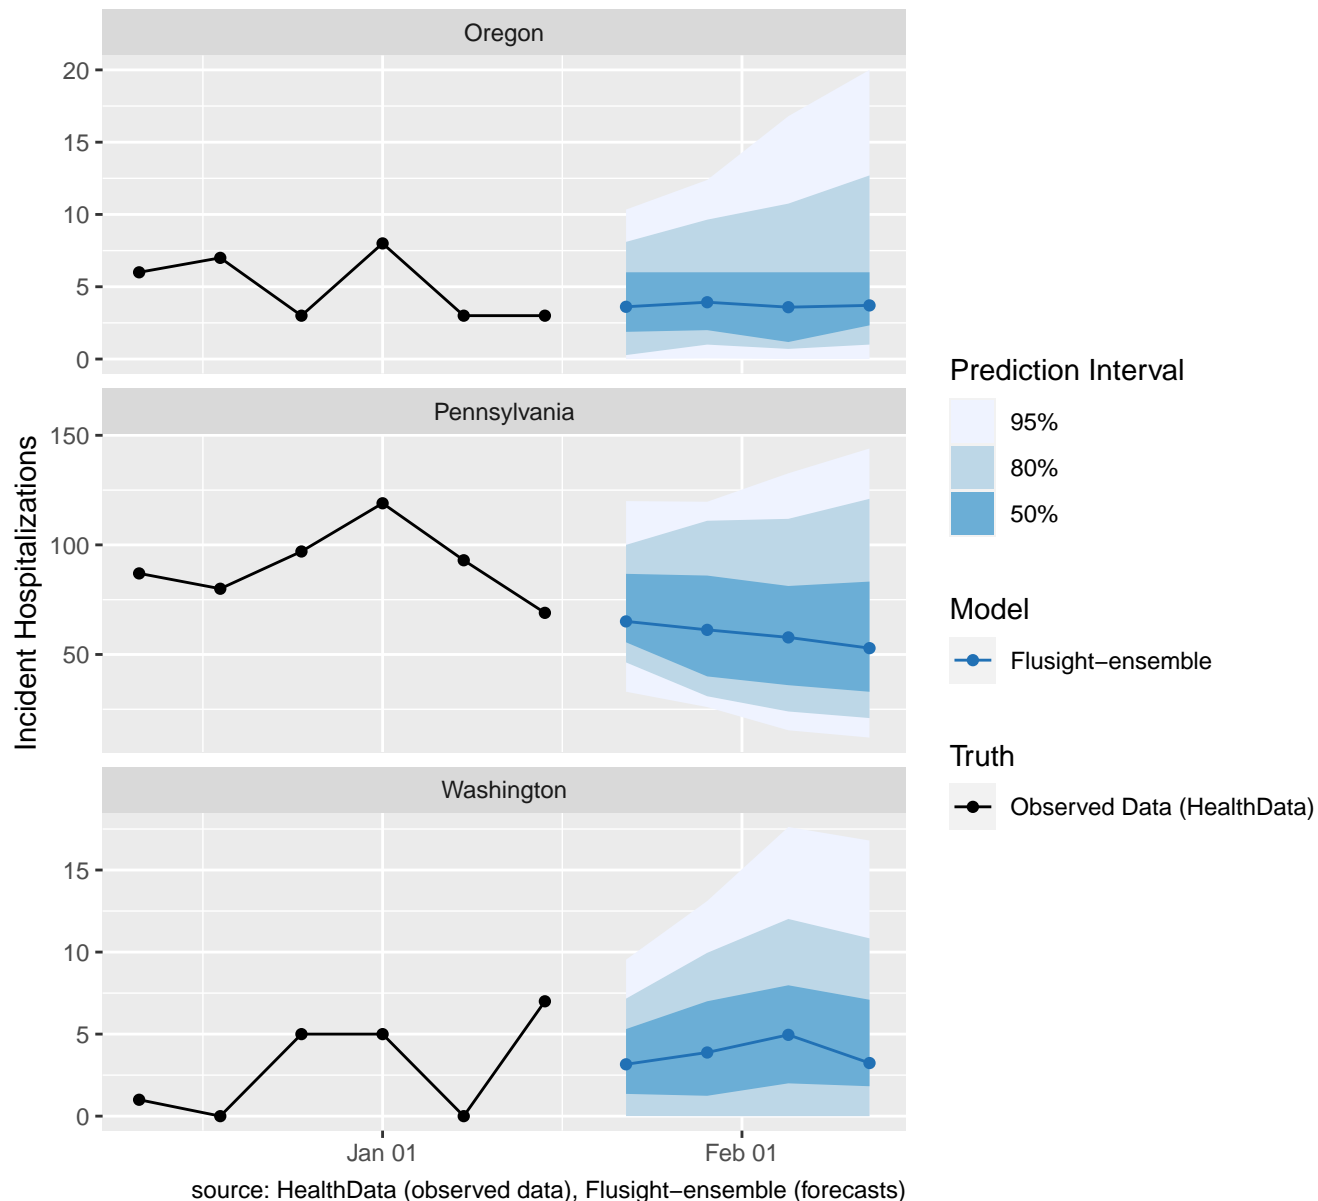 Oregon
20
15
10
5
0
Pennsylvania
150
100
50
Washington
15
10
5
0
Jan 01
Feb 01
Incident Hospitalizations
source: HealthData (observed data), Flusight−ensemble (forecasts)
Prediction Interval
95%
80%
50%
Model
Flusight−ensemble
Truth
Observed Data (HealthData)